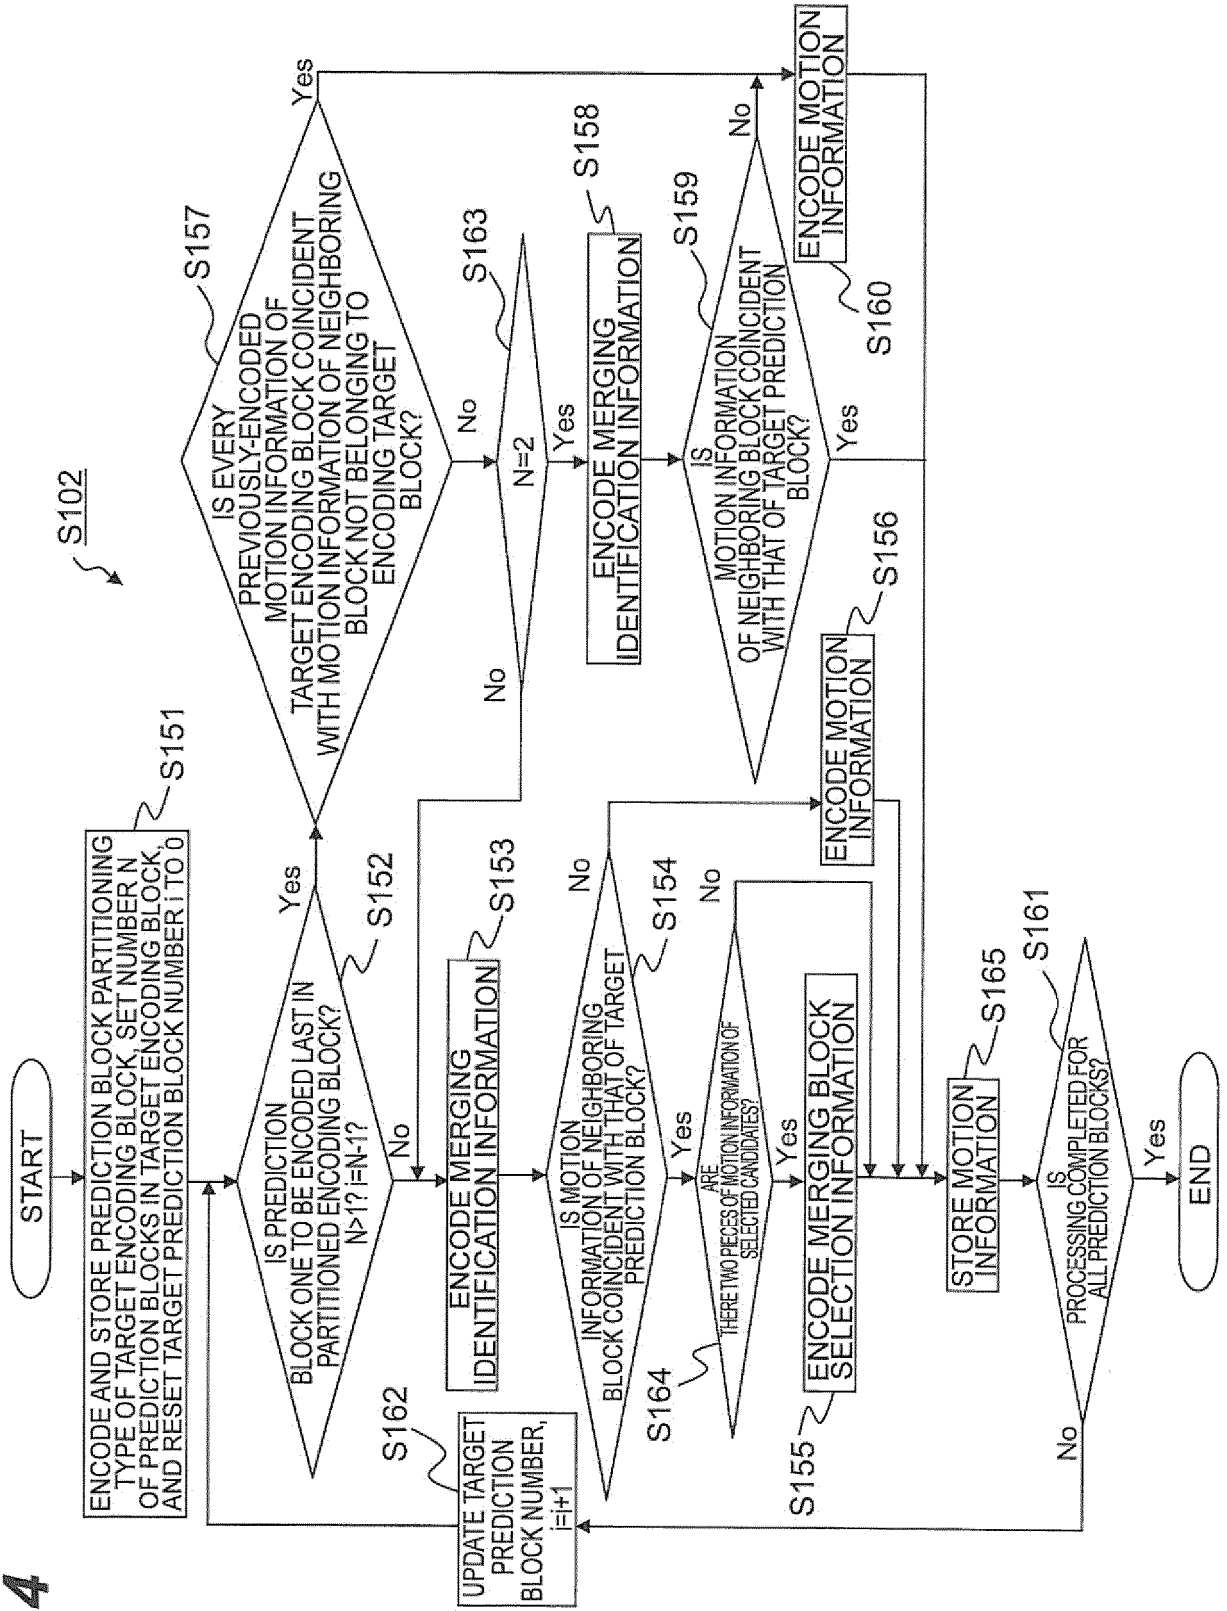 4
S102
START
ENCODE AND STORE PREDICTION BLOCK PARTITIONING
TYPE OF TARGET ENCODING BLOCK, SET NUMBER N
OF PREDICTION BLOCKS IN TARGET ENCODING BLOCK,
AND RESET TARGET PREDICTION BLOCK NUMBER i TO 0
S151
IS PREDICTION
BLOCK ONE TO BE ENCODED LAST IN
PARTITIONED ENCODING BLOCK?
N>1? i=N-1?
S152
Yes
No
IS EVERY
PREVIOUSLY-ENCODED
MOTION INFORMATION OF
TARGET ENCODING BLOCK COINCIDENT
WITH MOTION INFORMATION OF NEIGHBORING
BLOCK NOT BELONGING TO
ENCODING TARGET
BLOCK?
S157
Yes
No
N=2
S163
No
Yes
ENCODE MERGING
IDENTIFICATION INFORMATION
S153
ENCODE MERGING
IDENTIFICATION INFORMATION
S158
IS MOTION
INFORMATION OF NEIGHBORING
BLOCK COINCIDENT WITH THAT OF TARGET
PREDICTION BLOCK?
S154
No
Yes
IS
MOTION INFORMATION
OF NEIGHBORING BLOCK COINCIDENT
WITH THAT OF TARGET PREDICTION
BLOCK?
S159
No
Yes
ARE
THERE TWO PIECES OF MOTION INFORMATION OF
SELECTED CANDIDATES?
S164
No
Yes
ENCODE MERGING BLOCK
SELECTION INFORMATION
S155
ENCODE MOTION
INFORMATION
S156
ENCODE MOTION
INFORMATION
S160
STORE MOTION
INFORMATION
S165
IS
PROCESSING COMPLETED FOR
ALL PREDICTION BLOCKS?
S161
No
Yes
UPDATE TARGET
PREDICTION
BLOCK NUMBER,
i=i+1
S162
END